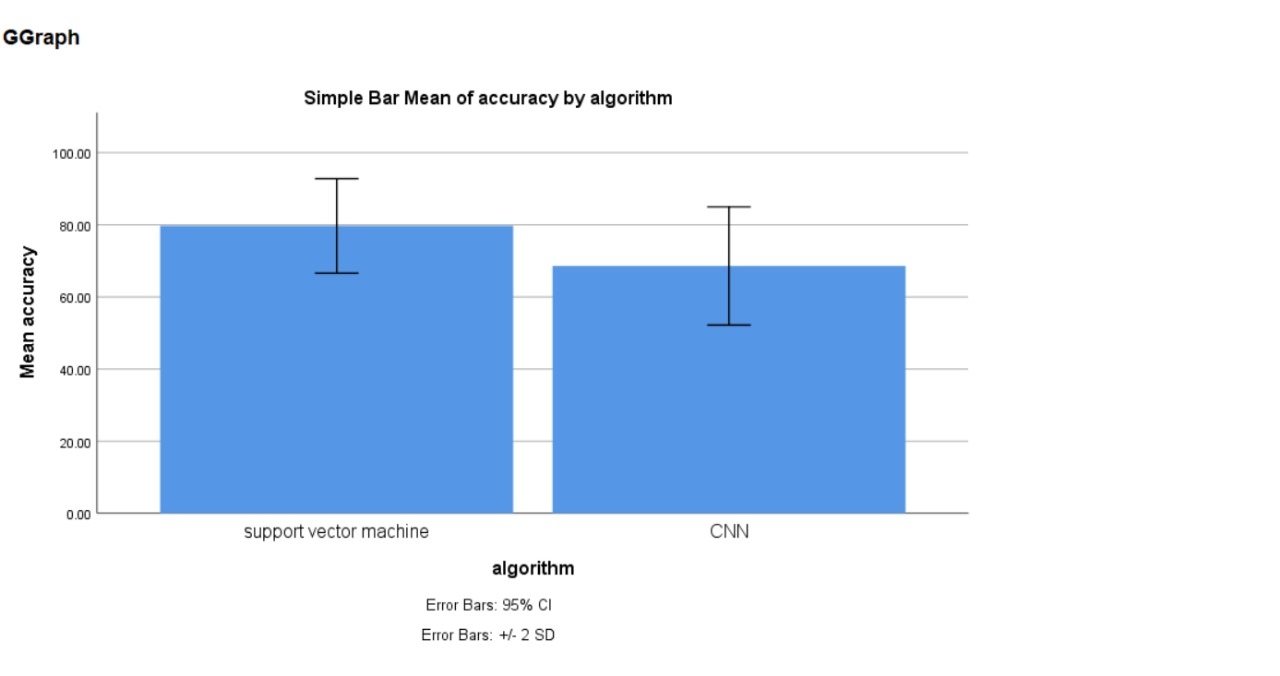 GGraph
Simple Bar Mean of accuracy by algorithm
100.00
80.00
60.00
40.00
20.00
0.00
Mean accuracy
support vector machine
CNN
algorithm
Error Bars: 95% CI
Error Bars: +/- 2 SD